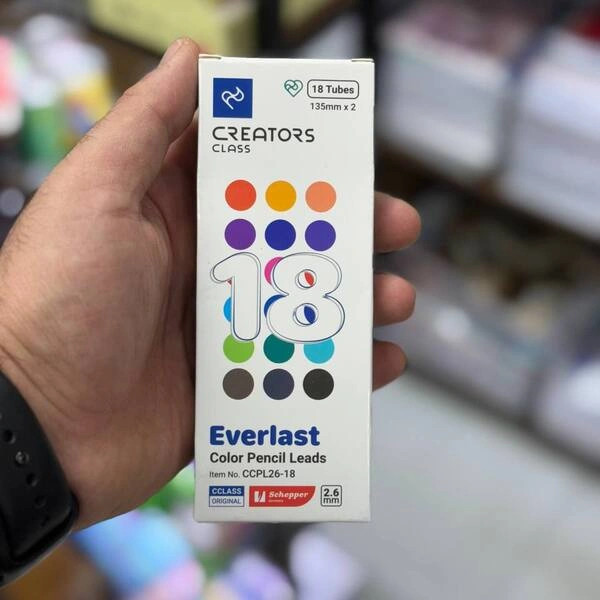 18 Tubes
135mm x 2
CREATORS
CLASS
18
Everlast
Color Pencil Leads
Item No. CCPL26-18
CCLASS
ORIGINAL
Schepper
Germany
2.6
mm